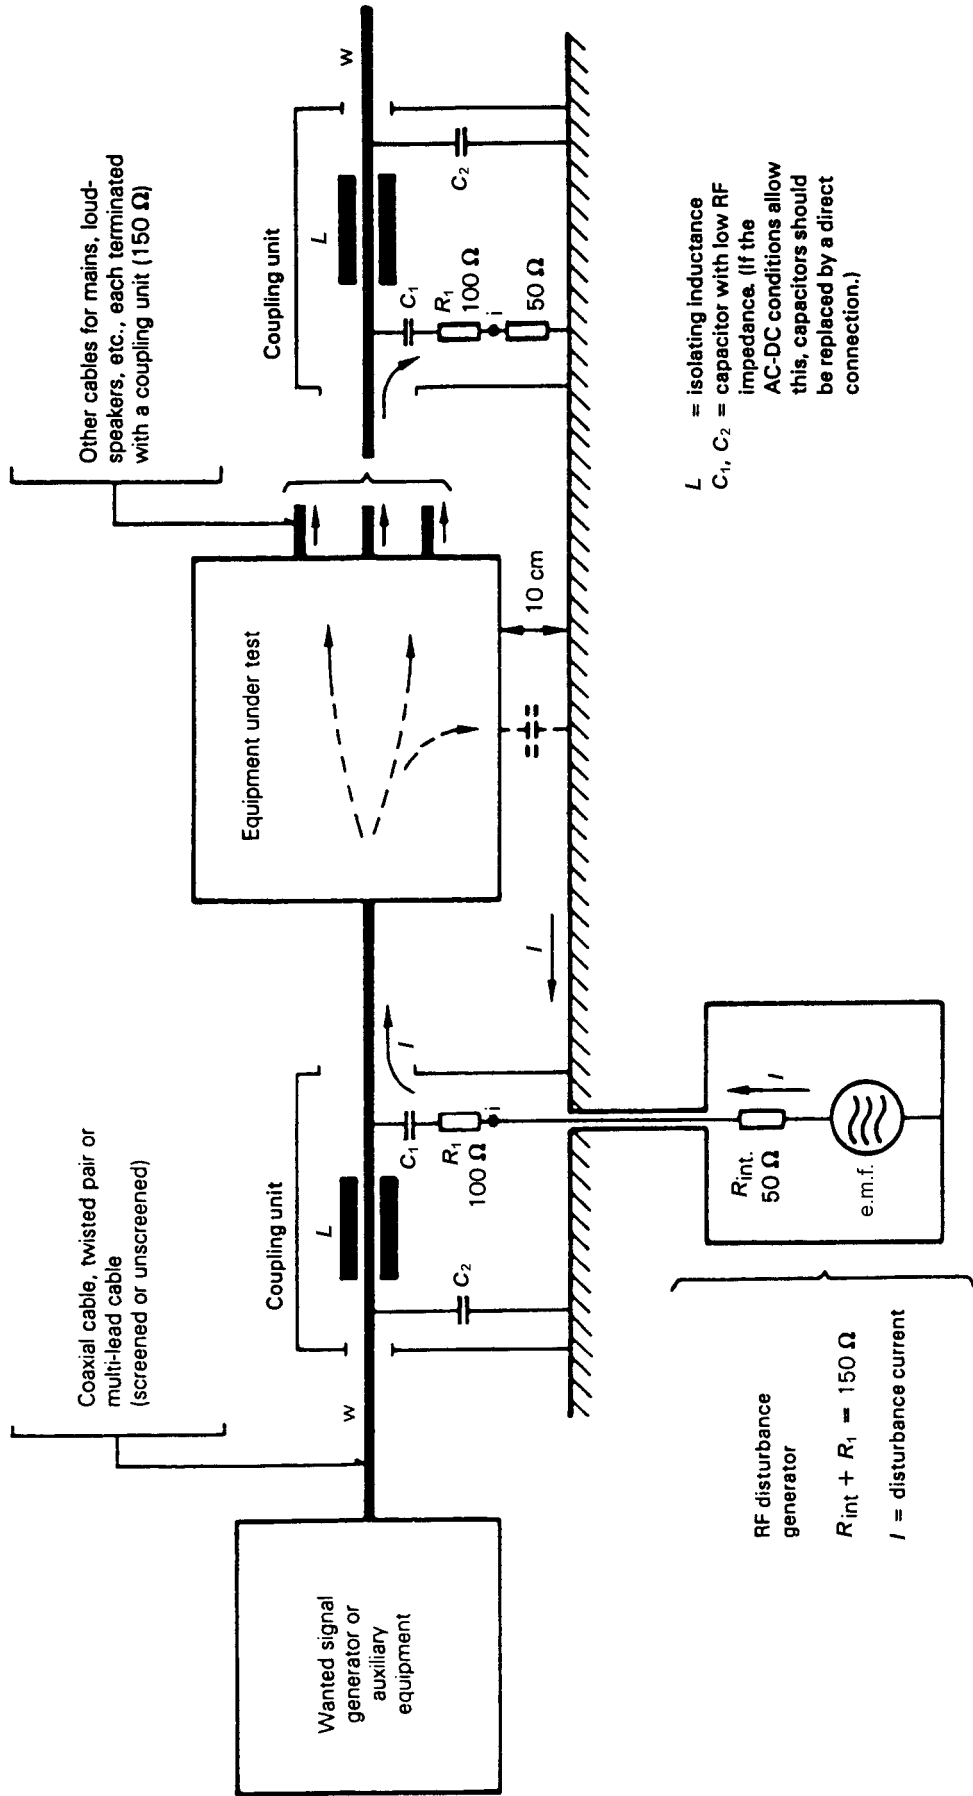 Coaxial cable, twisted pair or
multi-lead cable
(screened or unscreened)
Other cables for mains, loud-
speakers, etc., each terminated
with a coupling unit (150 Ω)
Wanted signal
generator or
auxiliary
equipment
w
Coupling unit
L
C₂
C₁
R₁
100 Ω
i
I
Equipment under test
I
10 cm
Coupling unit
L
w
C₁
R₁
100 Ω
i
50 Ω
C₂
RF disturbance
generator
R_int + R₁ = 150 Ω
I = disturbance current
R_int.
50 Ω
I
e.m.f.
L = isolating inductance
C₁, C₂ = capacitor with low RF
impedance. (If the
AC-DC conditions allow
this, capacitors should
be replaced by a direct
connection.)